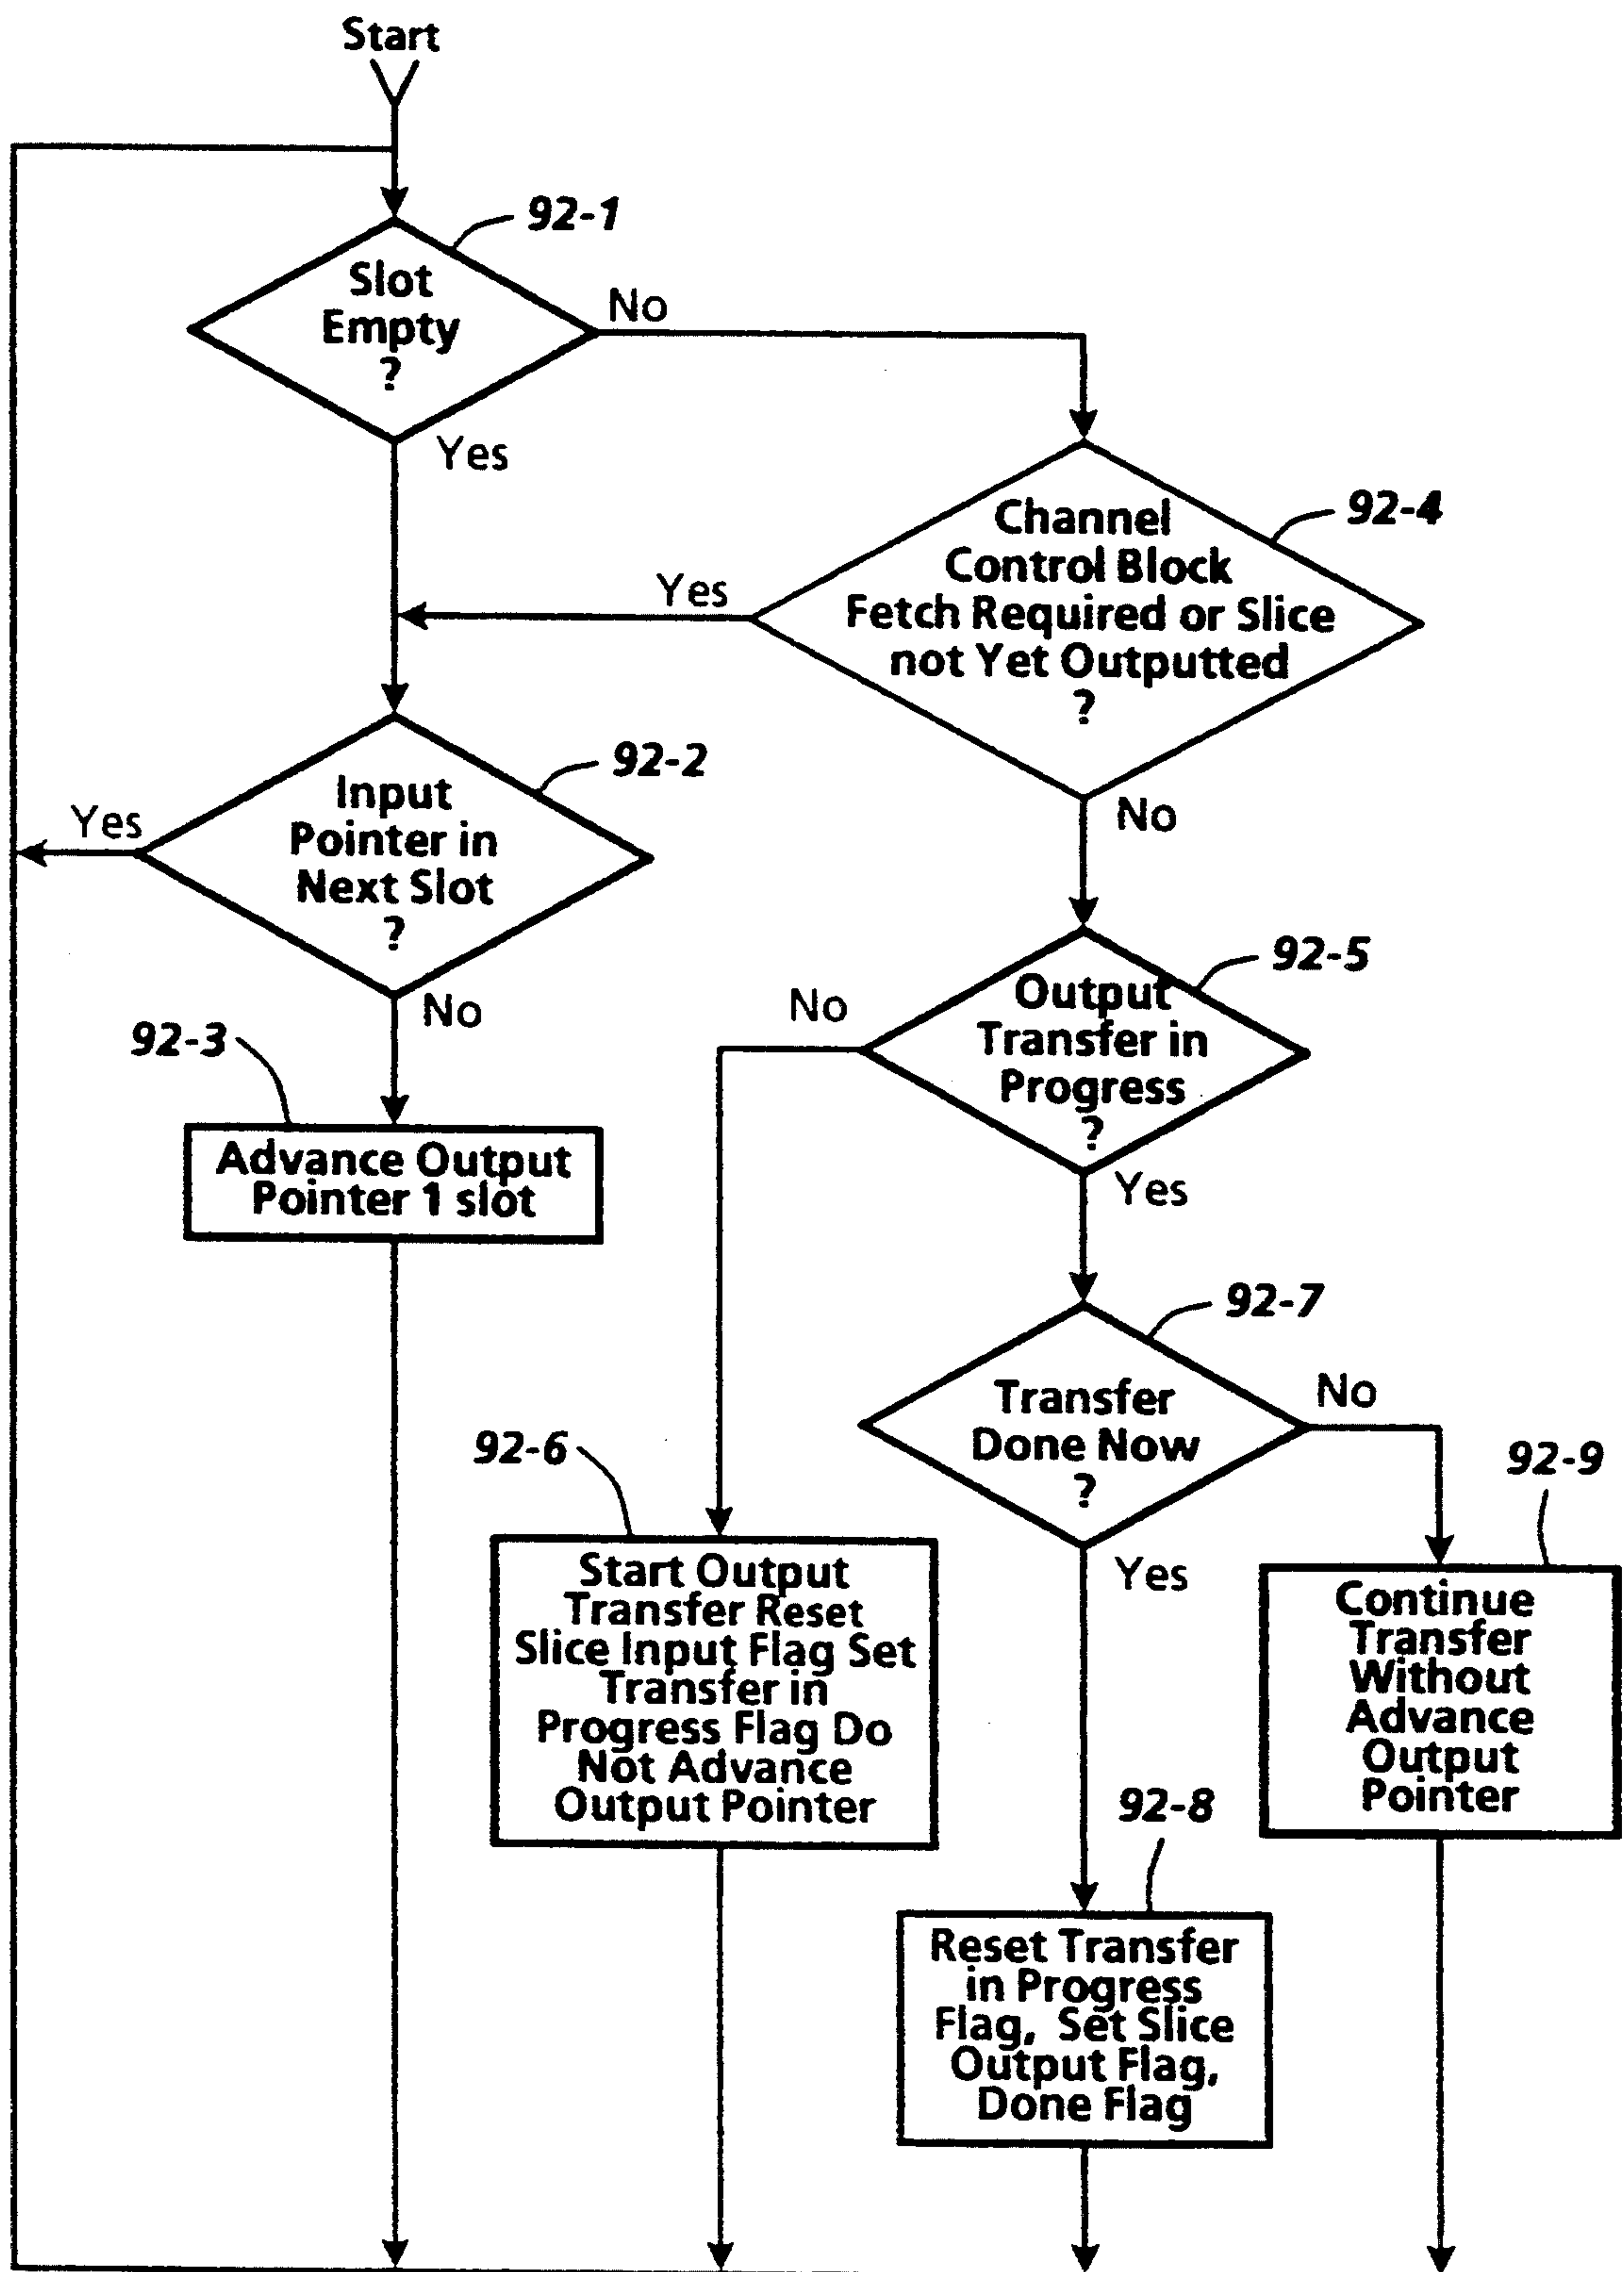 Start
92-1
Slot
Empty
?
No
Yes
92-4
Channel
Control Block
Fetch Required or Slice
not Yet Outputted
?
Yes
No
92-2
Input
Pointer in
Next Slot
?
Yes
No
92-5
Output
Transfer in
Progress
?
No
Yes
92-3
Advance Output
Pointer 1 slot
92-7
Transfer
Done Now
?
No
Yes
92-6
Start Output
Transfer Reset
Slice Input Flag Set
Transfer in
Progress Flag Do
Not Advance
Output Pointer
92-9
Continue
Transfer
Without
Advance
Output
Pointer
92-8
Reset Transfer
in Progress
Flag, Set Slice
Output Flag,
Done Flag